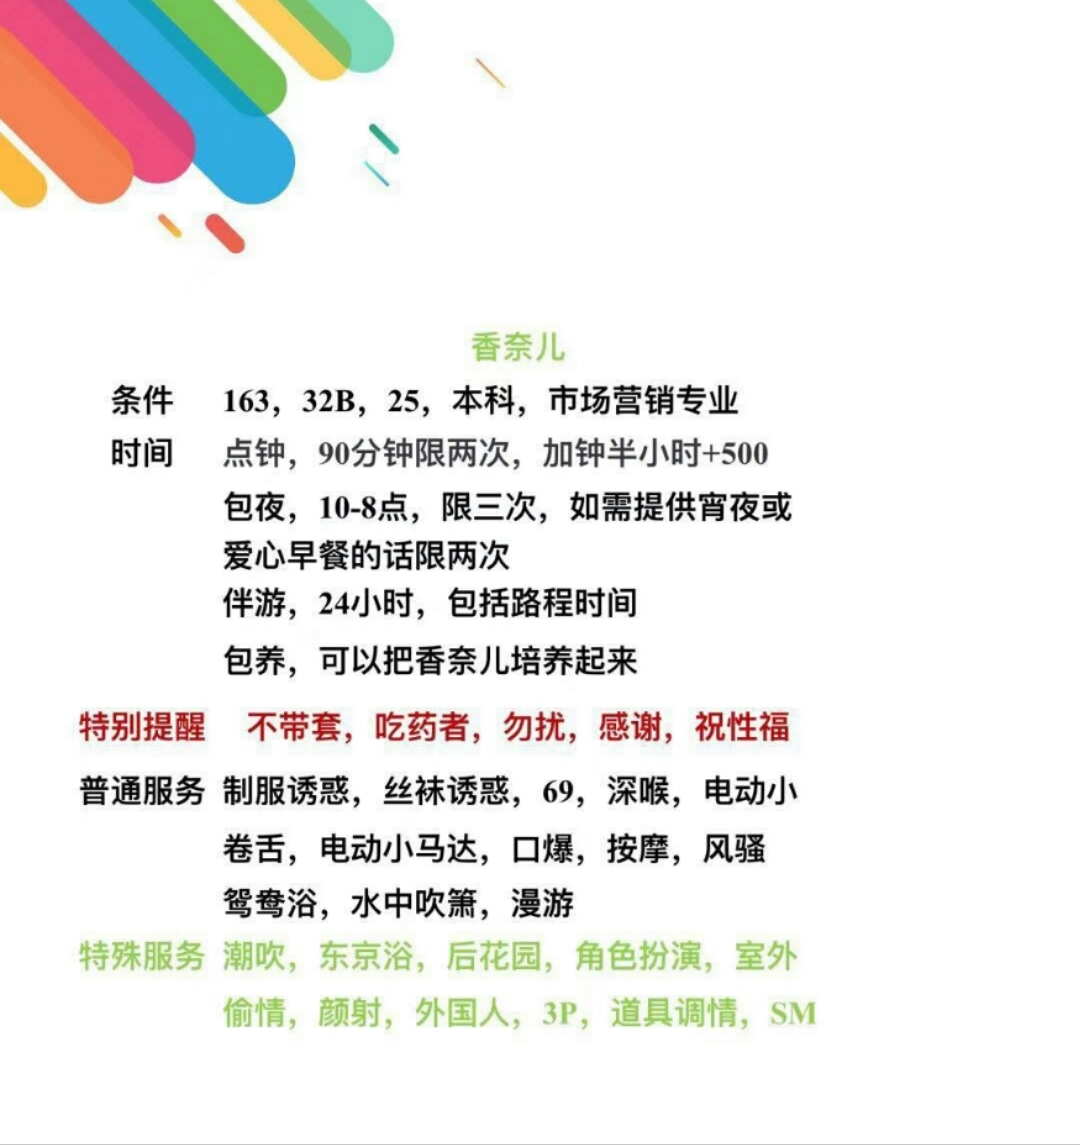 香奈儿
条件 163，32B，25，本科，市场营销专业
时间 点钟，90分钟限两次，加钟半小时+500
包夜，10-8点，限三次，如需提供宵夜或
爱心早餐的话限两次
伴游，24小时，包括路程时间
包养，可以把香奈儿培养起来
特别提醒 不带套，吃药者，勿扰，感谢，祝性福
普通服务 制服诱惑，丝袜诱惑，69，深喉，电动小
卷舌，电动小马达，口爆，按摩，风骚
鸳鸯浴，水中吹箫，漫游
特殊服务 潮吹，东京浴，后花园，角色扮演，室外
偷情，颜射，外国人，3P，道具调情，SM